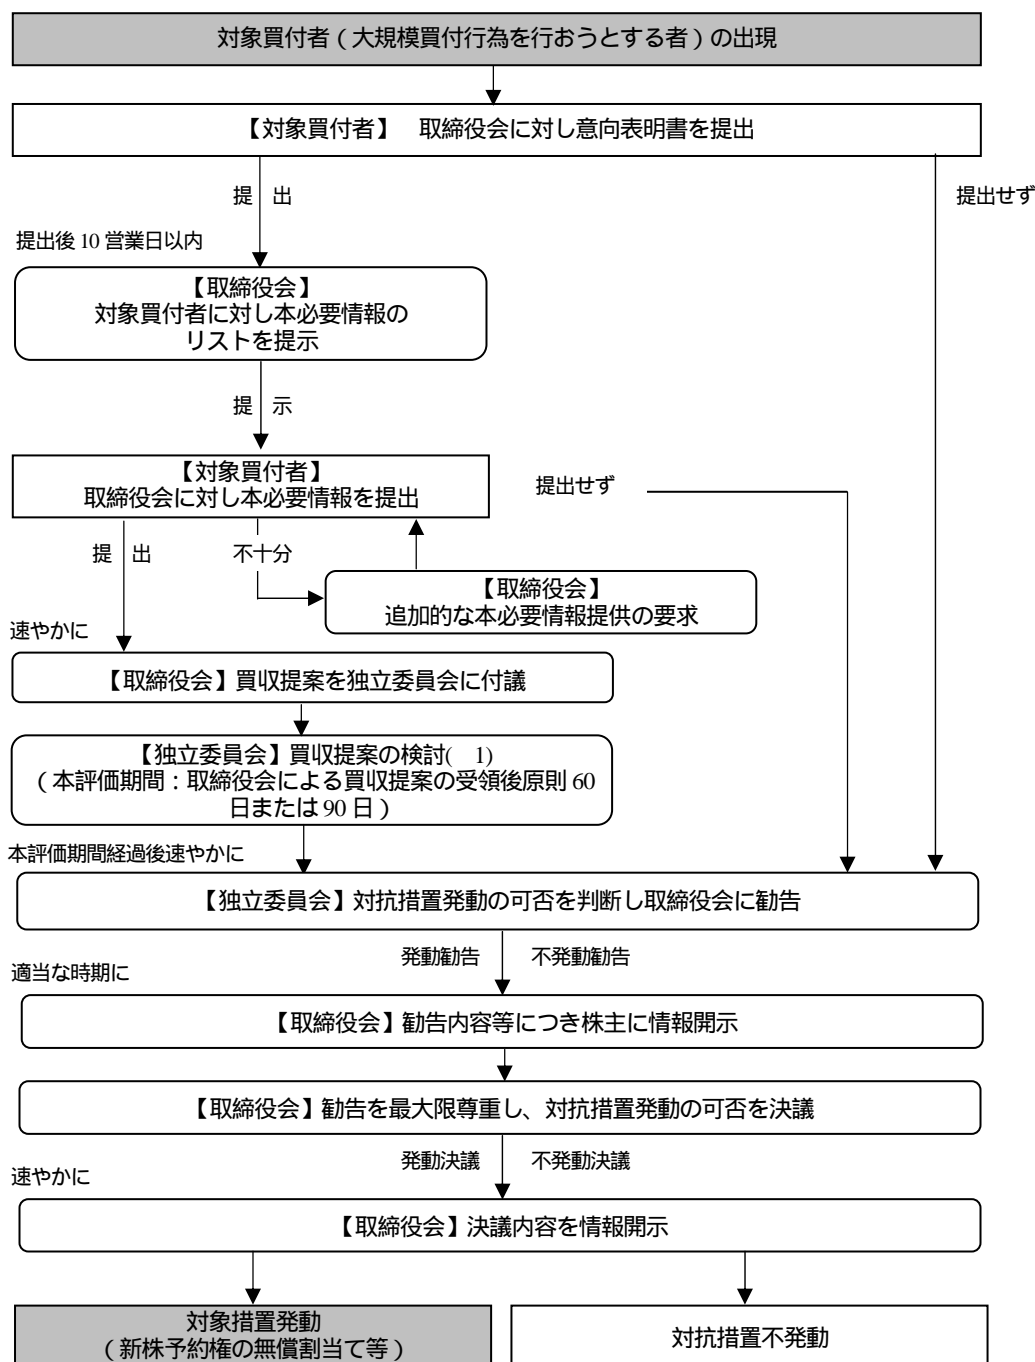 対象買付者（大規模買付行為を行おうとする者）の出現
【対象買付者】　取締役会に対し意向表明書を提出
提　出
提出せず
提出後 10 営業日以内
【取締役会】
対象買付者に対し本必要情報の
リストを提示
提　示
【対象買付者】
取締役会に対し本必要情報を提出
提出せず
提　出
不十分
【取締役会】
追加的な本必要情報提供の要求
速やかに
【取締役会】買収提案を独立委員会に付議
【独立委員会】買収提案の検討(　1)
（本評価期間：取締役会による買収提案の受領後原則 60
日または 90 日）
本評価期間経過後速やかに
【独立委員会】対抗措置発動の可否を判断し取締役会に勧告
発動勧告
不発動勧告
適当な時期に
【取締役会】勧告内容等につき株主に情報開示
【取締役会】勧告を最大限尊重し、対抗措置発動の可否を決議
発動決議
不発動決議
速やかに
【取締役会】決議内容を情報開示
対象措置発動
（新株予約権の無償割当て等）
対抗措置不発動